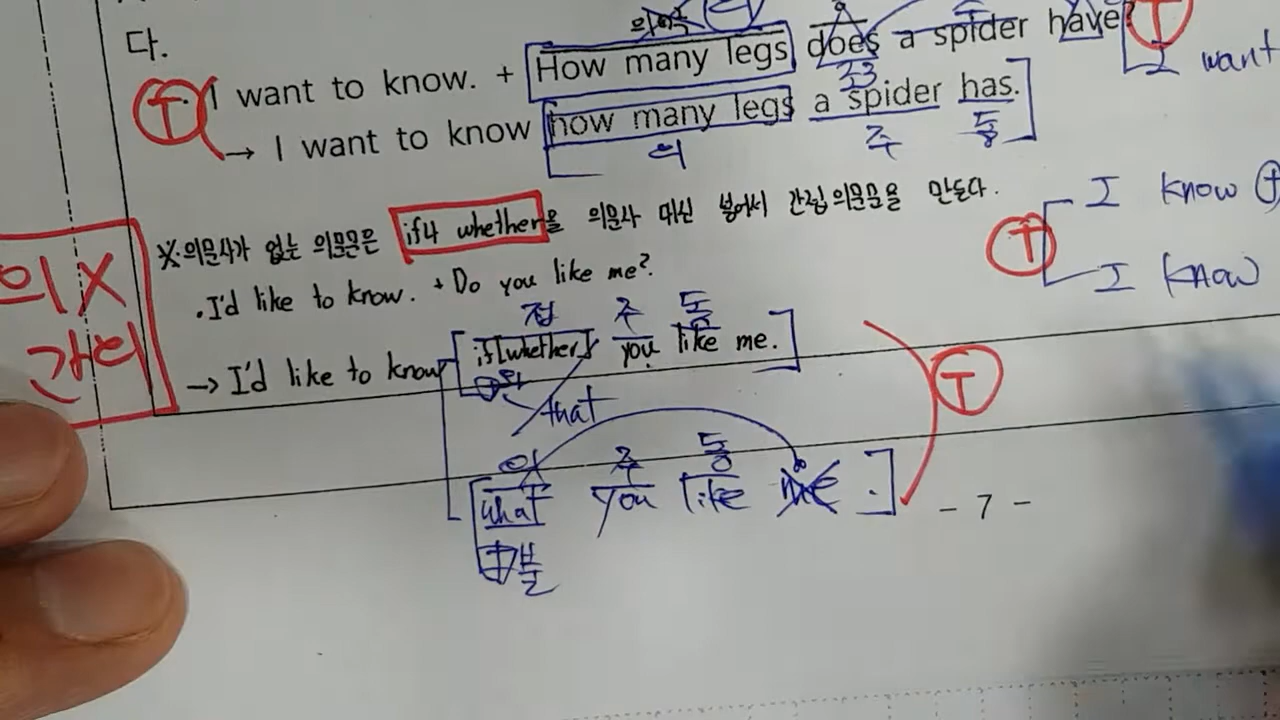 다.
I want to know. + How many legs does a spider have?
조
→ I want to know how many legs a spider has.
의 주 동
T
I want
※의문사가 없는 의문문은 if나 whether을 의문사 대신 붙여서 간접의문문을 만든다.
I know
T
I know
의X
간의
.I'd like to know. + Do you like me?
접 주 동
→ I'd like to know if[whether] you like me.
that
T
의 주 동
what you like me.
불
- 7 -